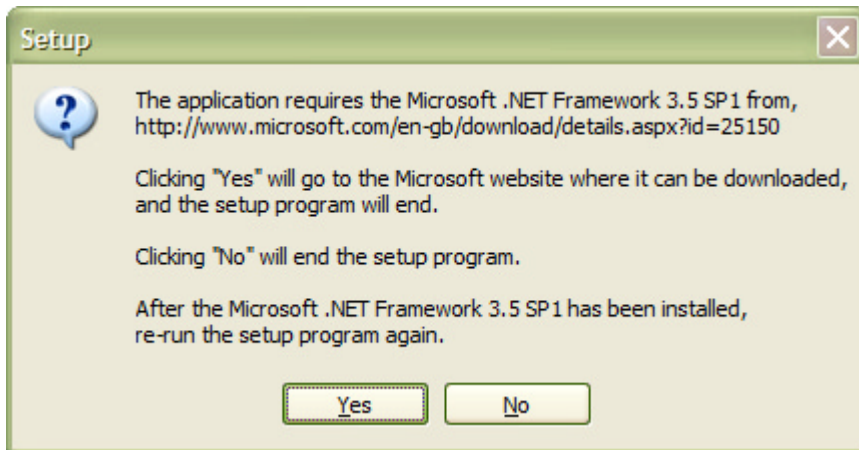 Setup
The application requires the Microsoft .NET Framework 3.5 SP1 from,
http://www.microsoft.com/en-gb/download/details.aspx?id=25150
Clicking "Yes" will go to the Microsoft website where it can be downloaded,
and the setup program will end.
Clicking "No" will end the setup program.
After the Microsoft .NET Framework 3.5 SP1 has been installed,
re-run the setup program again.
Yes No